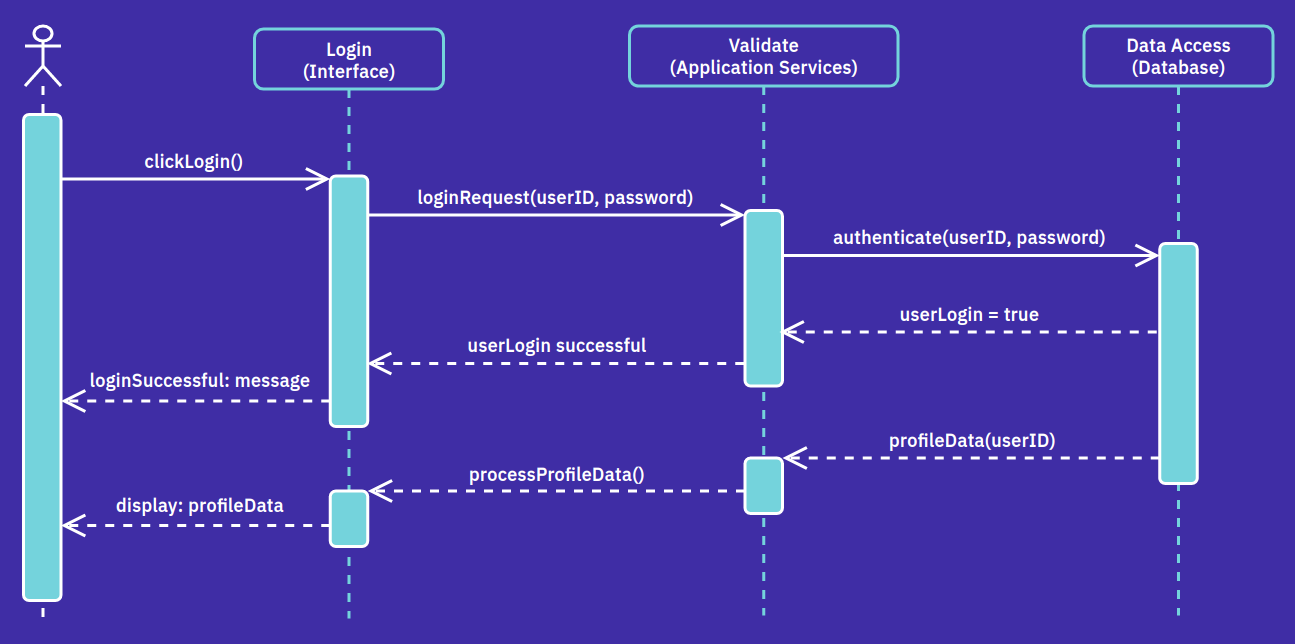 Login
(Interface)
Validate
(Application Services)
Data Access
(Database)
clickLogin()
loginRequest(userID, password)
authenticate(userID, password)
userLogin = true
userLogin successful
loginSuccessful: message
profileData(userID)
processProfileData()
display: profileData